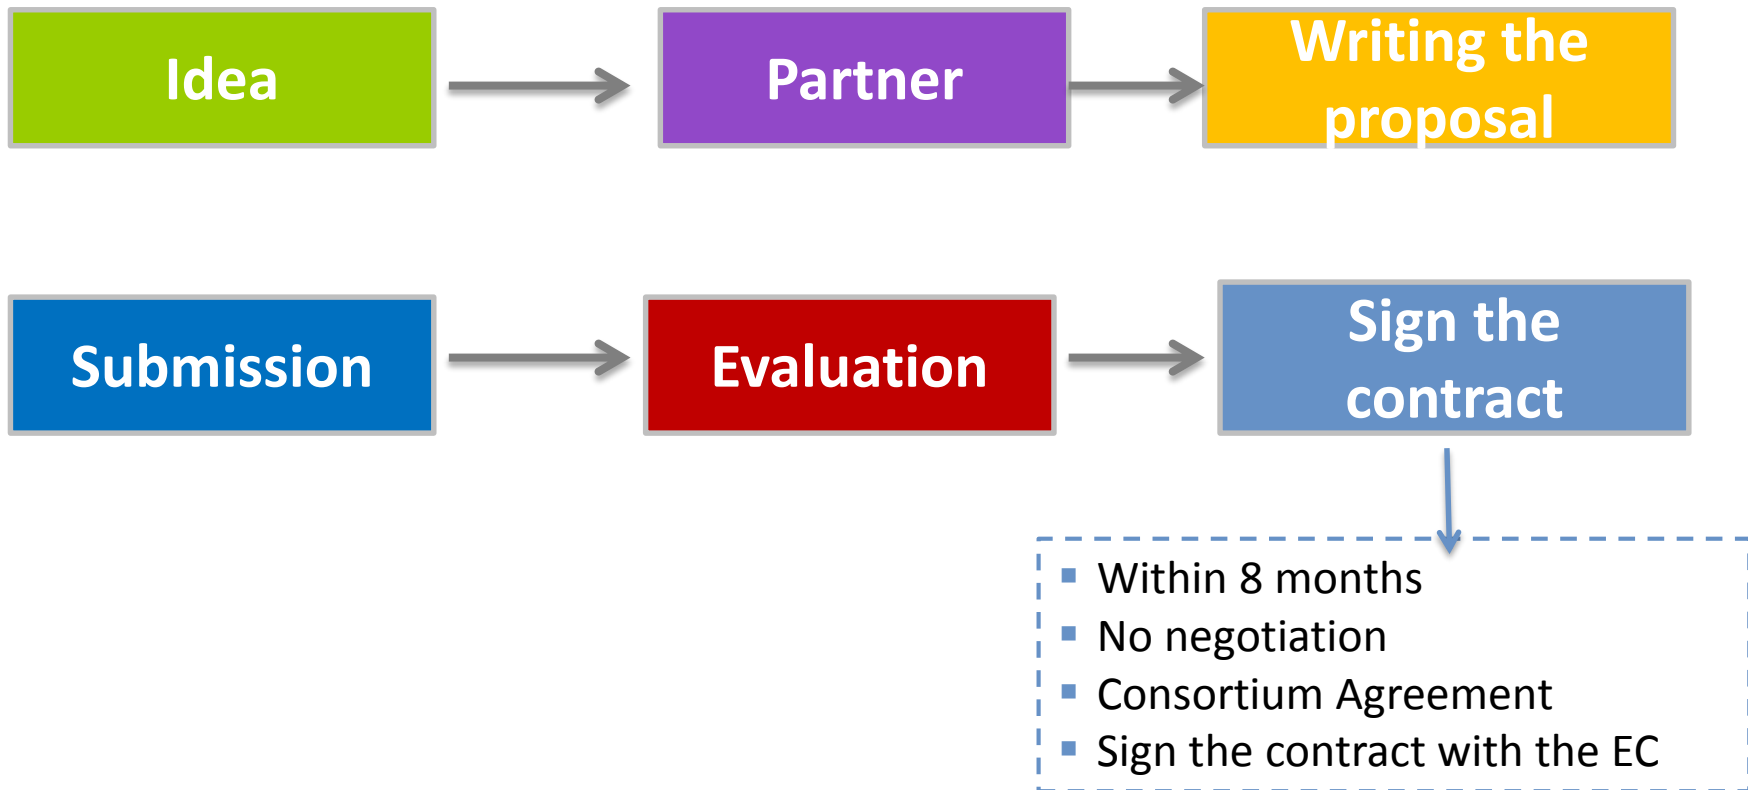 Idea
Partner
Writing the
proposal
Submission
Evaluation
Sign the
contract
▪ Within 8 months
▪ No negotiation
▪ Consortium Agreement
▪ Sign the contract with the EC